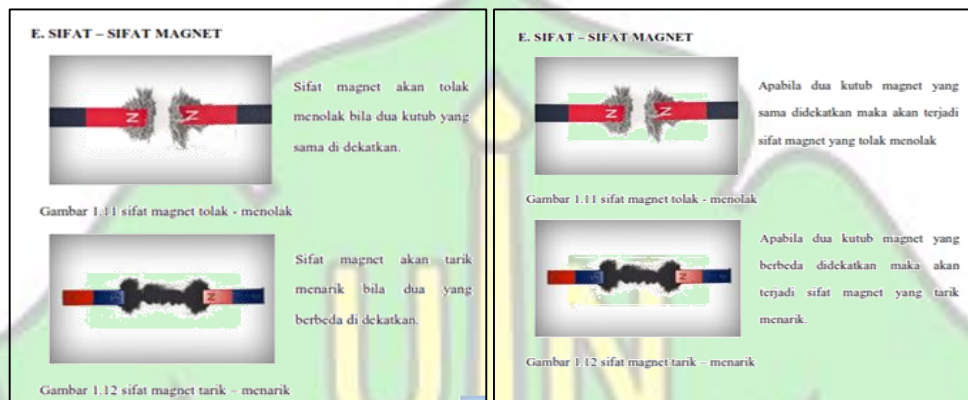 E. SIFAT – SIFAT MAGNET
N
N
Sifat magnet akan tolak
menolak bila dua kutub yang
sama di dekatkan.
Gambar 1.11 sifat magnet tolak - menolak
N
Sifat magnet akan tarik
menarik bila dua yang
berbeda di dekatkan.
Gambar 1.12 sifat magnet tarik – menarik
E. SIFAT – SIFAT MAGNET
N
N
Apabila dua kutub magnet yang
sama didekatkan maka akan terjadi
sifat magnet yang tolak menolak
Gambar 1.11 sifat magnet tolak - menolak
N
Apabila dua kutub magnet yang
berbeda didekatkan maka akan
terjadi sifat magnet yang tarik
menarik.
Gambar 1.12 sifat magnet tarik – menarik
UIN